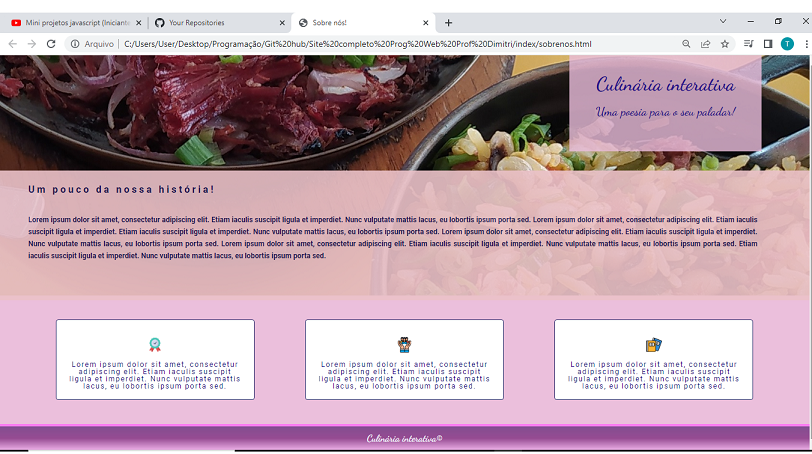 Mini projetos javascript (Iniciante
Your Repositories
Sobre nós!
Arquivo
C:/Users/User/Desktop/Programação/Git%20hub/Site%20completo%20Prog%20Web%20Prof%20Dimitri/index/sobrenos.html
T
Culinária interativa
Uma poesia para o seu paladar!
Um pouco da nossa história!
Lorem ipsum dolor sit amet, consectetur adipiscing elit. Etiam iaculis suscipit ligula et imperdiet. Nunc vulputate mattis lacus, eu lobortis ipsum porta sed. Lorem ipsum dolor sit amet, consectetur adipiscing elit. Etiam iaculis
suscipit ligula et imperdiet. Etiam iaculis suscipit ligula et imperdiet. Nunc vulputate mattis lacus, eu lobortis ipsum porta sed. Lorem ipsum dolor sit amet, consectetur adipiscing elit. Etiam iaculis suscipit ligula et imperdiet.
Nunc vulputate mattis lacus, eu lobortis ipsum porta sed. Lorem ipsum dolor sit amet, consectetur adipiscing elit. Etiam iaculis suscipit ligula et imperdiet. Nunc vulputate mattis lacus, eu lobortis ipsum porta sed. Etiam
iaculis suscipit ligula et imperdiet. Nunc vulputate mattis lacus, eu lobortis ipsum porta sed.
Lorem ipsum dolor sit amet, consectetur
adipiscing elit. Etiam iaculis suscipit
ligula et imperdiet. Nunc vulputate mattis
lacus, eu lobortis ipsum porta sed.
Lorem ipsum dolor sit amet, consectetur
adipiscing elit. Etiam iaculis suscipit
ligula et imperdiet. Nunc vulputate mattis
lacus, eu lobortis ipsum porta sed.
Lorem ipsum dolor sit amet, consectetur
adipiscing elit. Etiam iaculis suscipit
ligula et imperdiet. Nunc vulputate mattis
lacus, eu lobortis ipsum porta sed.
Culinária interativa©